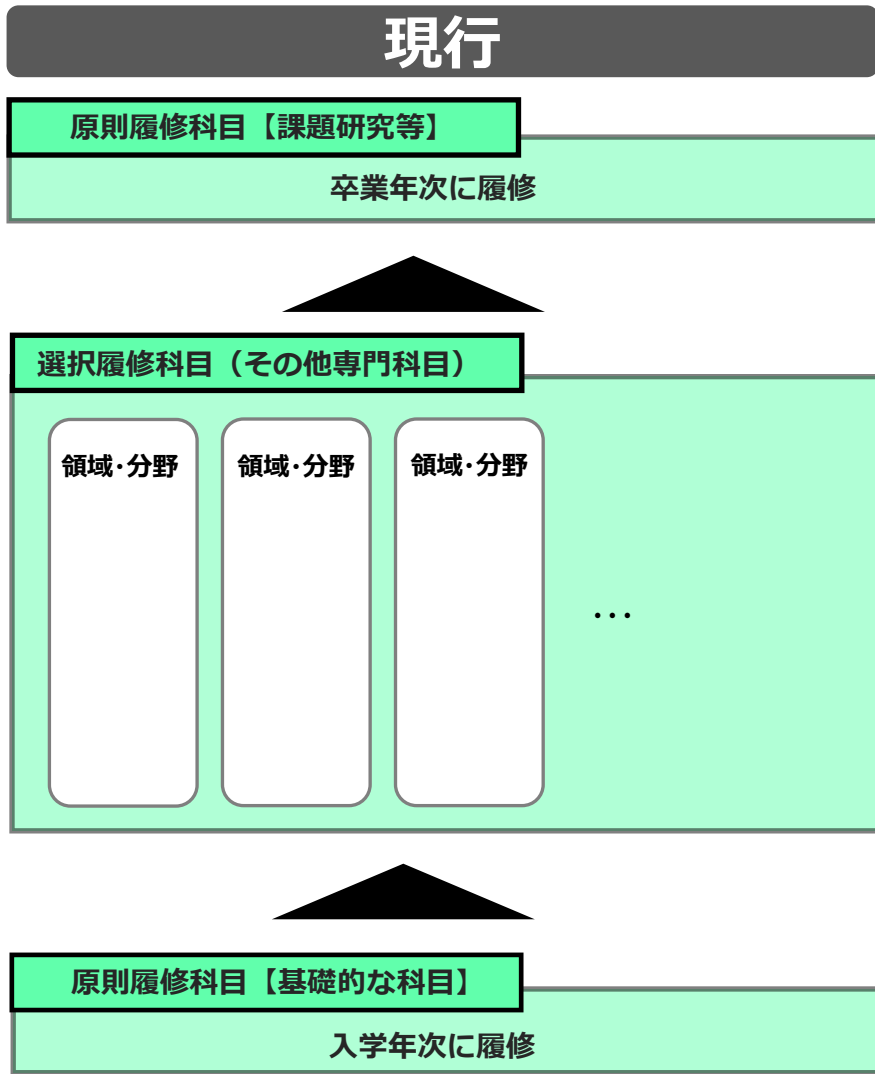 現行
原則履修科目【課題研究等】
卒業年次に履修
選択履修科目（その他専門科目）
領域・分野
領域・分野
領域・分野
・・・
原則履修科目【基礎的な科目】
入学年次に履修